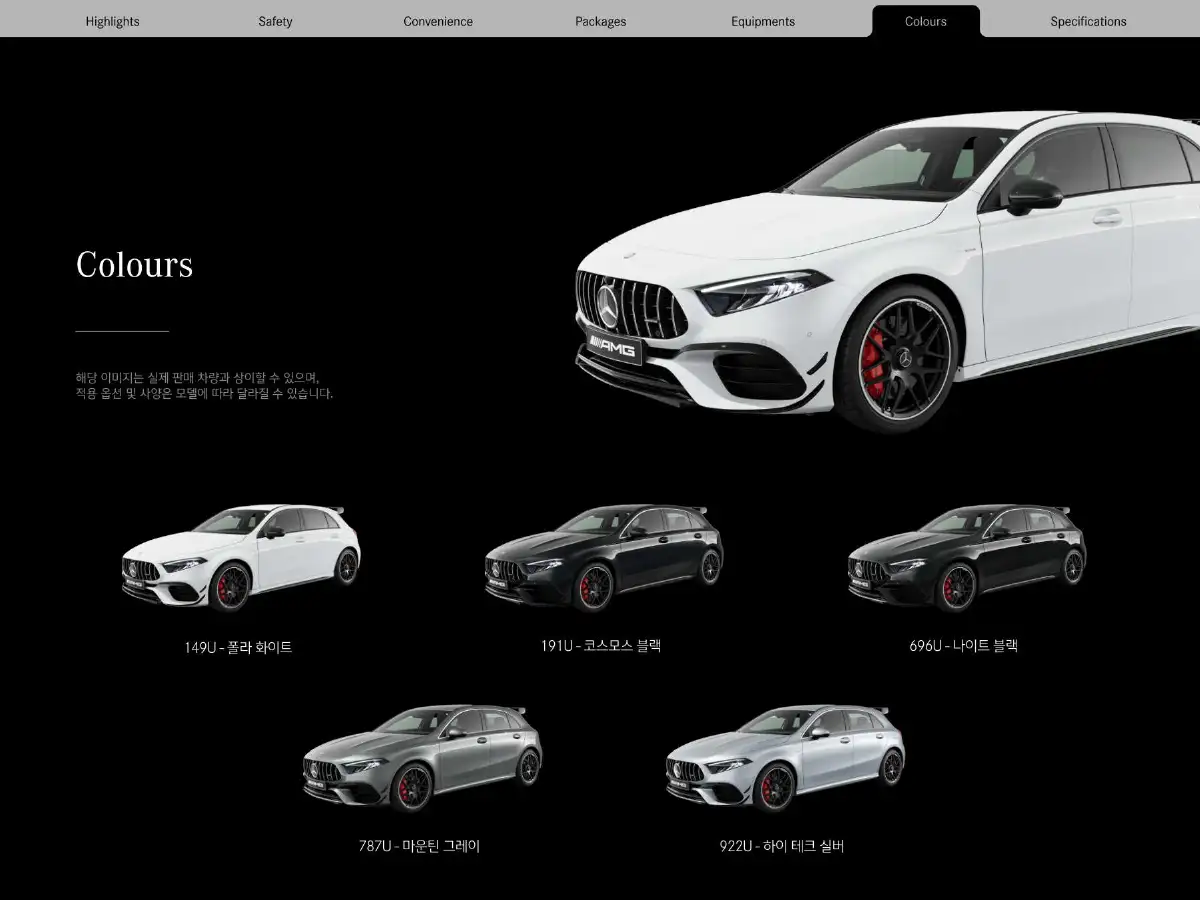 Highlights
Safety
Convenience
Packages
Equipments
Colours
Specifications
Colours
해당 이미지는 실제 판매 차량과 상이할 수 있으며,
적용 옵션 및 사양은 모델에 따라 달라질 수 있습니다.
AMG
149U - 폴라 화이트
191U - 코스모스 블랙
696U - 나이트 블랙
787U - 마운틴 그레이
922U - 하이 테크 실버